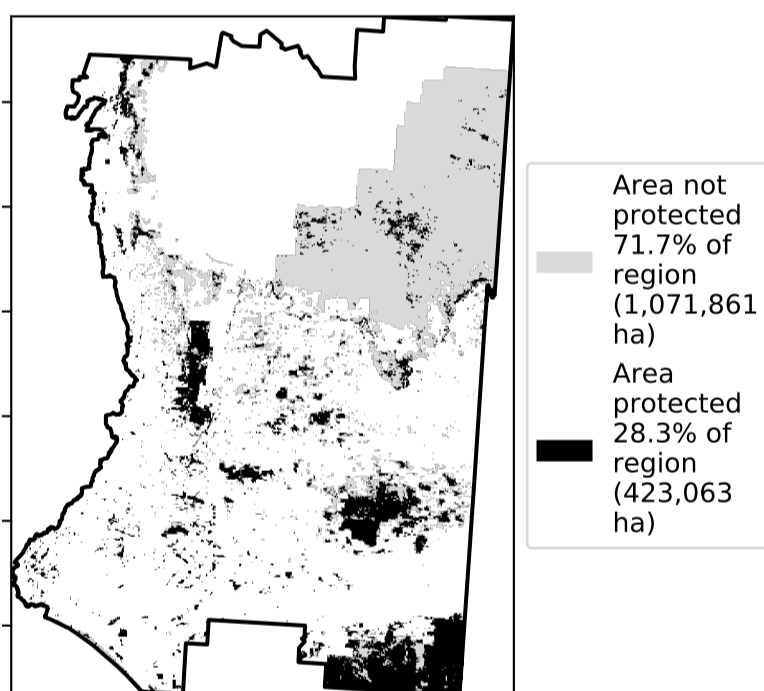 Area not
protected
71.7% of
region
(1,071,861
ha)
Area
protected
28.3% of
region
(423,063
ha)